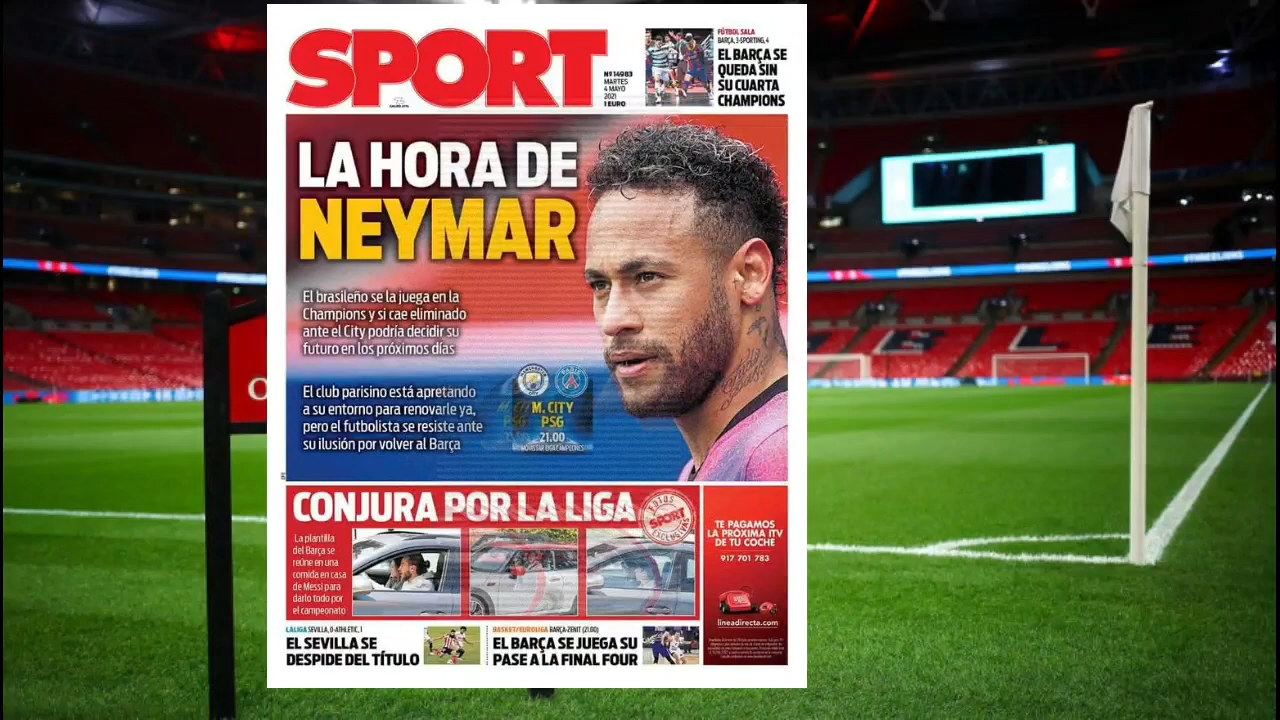 SPORT
Nº 14983
MARTES
4 MAYO
2021
1 EURO
FÚTBOL SALA
BARÇA, 3-SPORTING, 4
EL BARÇA SE
QUEDA SIN
SU CUARTA
CHAMPIONS
LA HORA DE
NEYMAR
El brasileño se la juega en la
Champions y si cae eliminado
ante el City podría decidir su
futuro en los próximos días
El club parisino está apretando
a su entorno para renovarle ya,
pero el futbolista se resiste ante
su ilusión por volver al Barça
M. CITY
PSG
21.00
CONJURA POR LA LIGA
FOTOS
SPORT
EXCLUSIVAS
La plantilla
del Barça se
reúne en una
comida en casa
de Messi para
darlo todo por
el campeonato
TE PAGAMOS
LA PRÓXIMA ITV
DE TU COCHE
917 701 783
lineadirecta.com
LALIGA SEVILLA, 0-ATHLETIC, 1
EL SEVILLA SE
DESPIDE DEL TÍTULO
BASKET/EUROLIGA BARÇA-ZENIT (21.00)
EL BARÇA SE JUEGA SU
PASE A LA FINAL FOUR